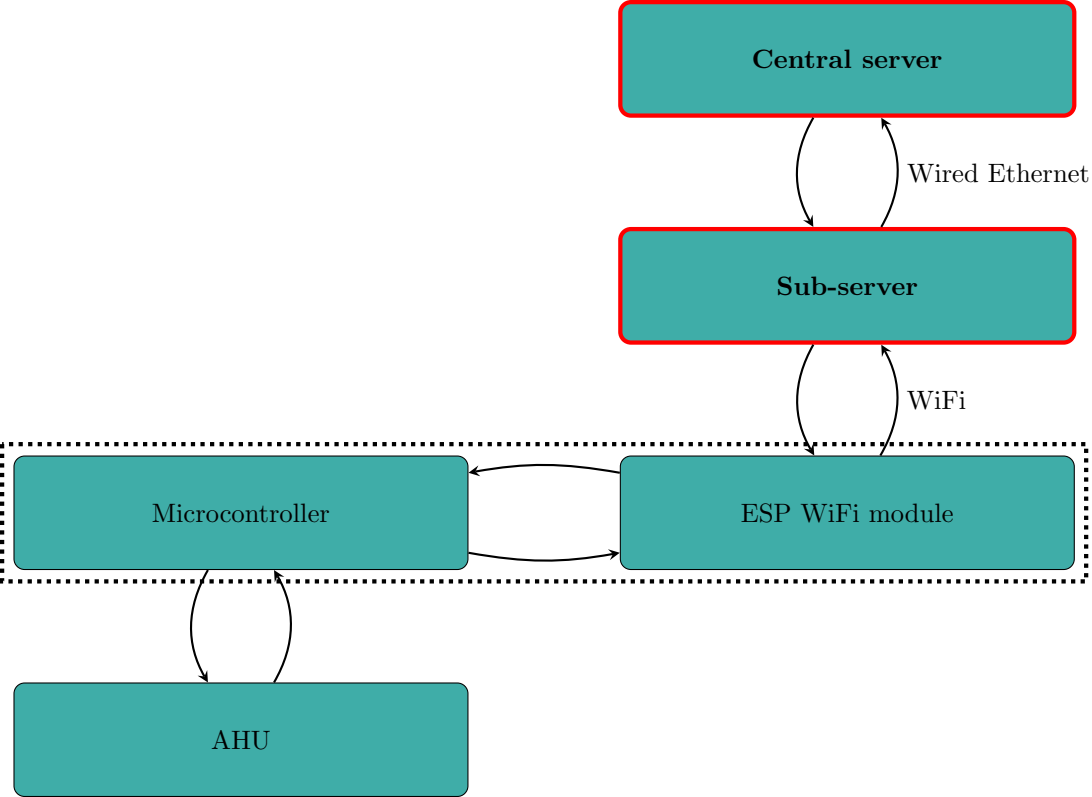 Central server
Wired Ethernet
Sub-server
WiFi
Microcontroller
ESP WiFi module
AHU